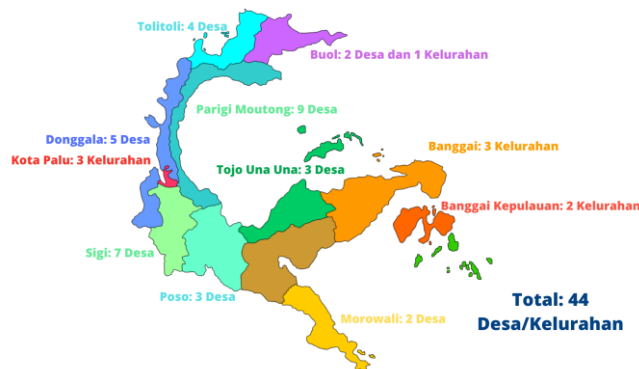 Tolitoli: 4 Desa
Buol: 2 Desa dan 1 Kelurahan
Parigi Moutong: 9 Desa
Donggala: 5 Desa
Banggai: 3 Kelurahan
Kota Palu: 3 Kelurahan
Tojo Una Una: 3 Desa
Banggai Kepulauan: 2 Kelurahan
Sigi: 7 Desa
Poso: 3 Desa
Total: 44
Desa/Kelurahan
Morowali: 2 Desa